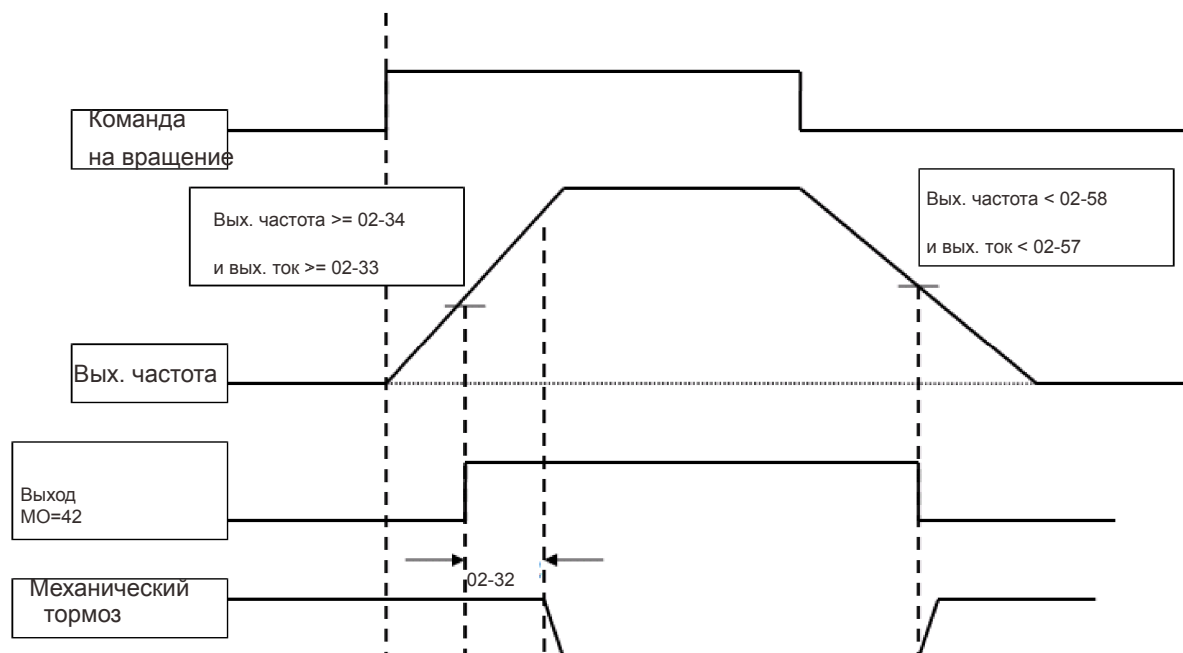 Команда
на вращение
Вых. частота >= 02-34
и вых. ток >= 02-33
Вых. частота < 02-58
и вых. ток < 02-57
Вых. частота
Выход
MO=42
02-32
Механический
тормоз